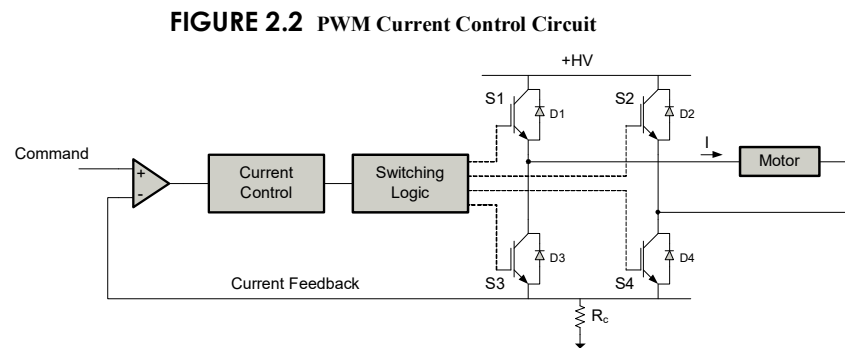 FIGURE 2.2 PWM Current Control Circuit
+HV
S1
D1
S2
D2
Command
+
-
Current
Control
Switching
Logic
I
Motor
S3
D3
S4
D4
Current Feedback
Rc